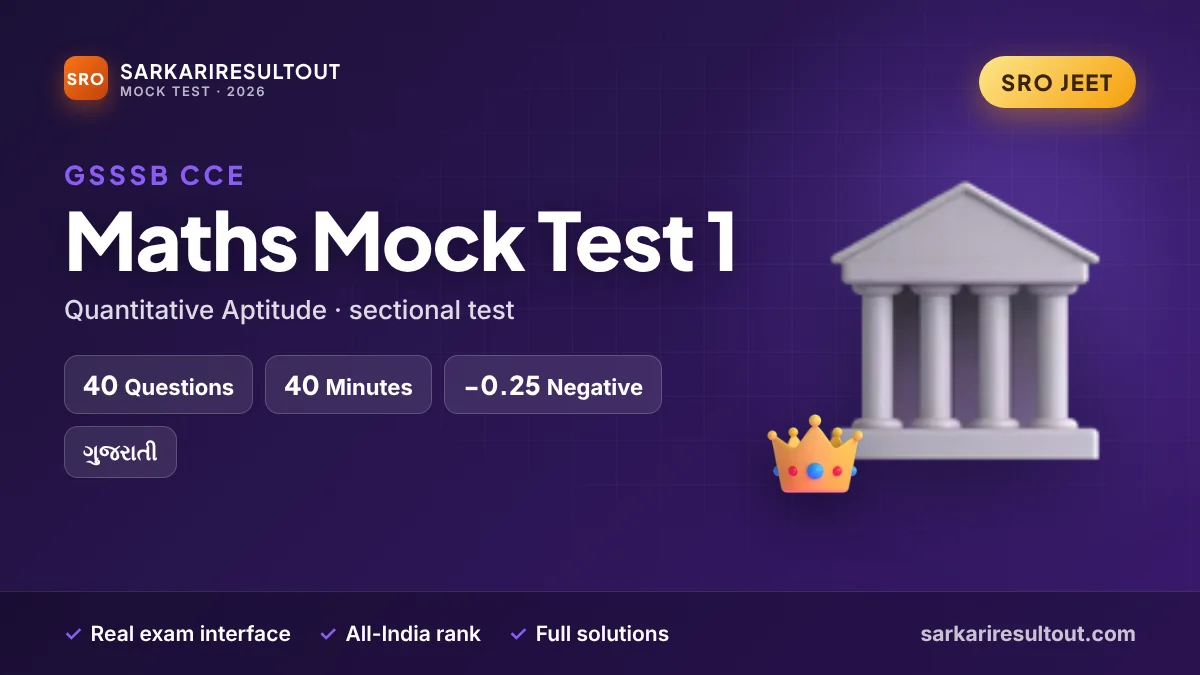 SRO
SARKARIRESULTOUT
MOCK TEST · 2026
SRO JEET
GSSSB CCE
Maths Mock Test 1
Quantitative Aptitude · sectional test
40 Questions
40 Minutes
−0.25 Negative
ગુજરાતી
✓ Real exam interface
✓ All-India rank
✓ Full solutions
sarkariresultout.com